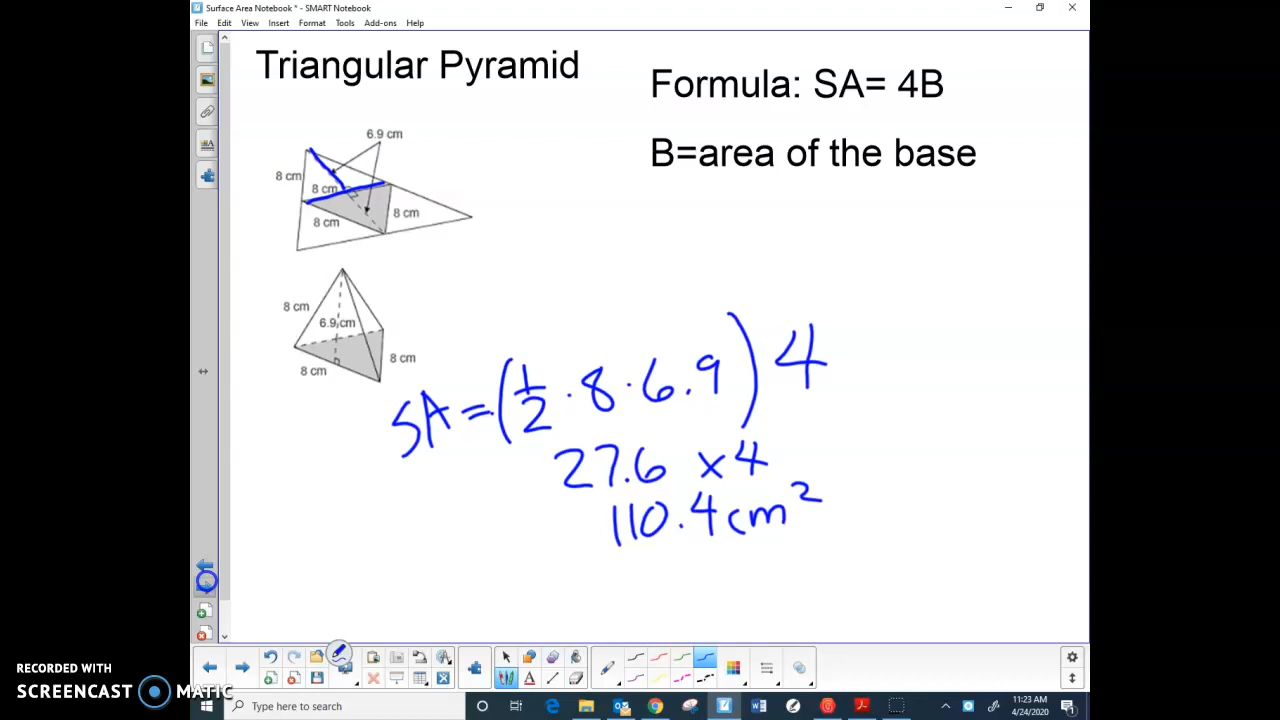 Surface Area Notebook * - SMART Notebook
File Edit View Insert Format Tools Add-ons Help
Triangular Pyramid
Formula: SA= 4B
B=area of the base
6.9 cm
8 cm
8 cm
8 cm
8 cm
8 cm
6.9 cm
8 cm
8 cm
SA=(1/2·8·6.9)4
27.6 x4
110.4cm²
RECORDED WITH
SCREENCAST MATIC
Type here to search
11:23 AM
4/24/2020